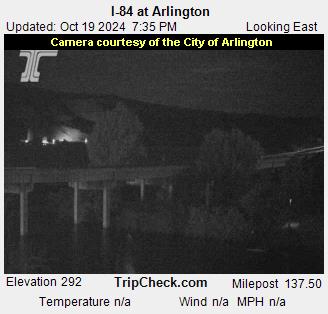 I-84 at Arlington
Updated: Oct 19 2024 7:35 PM Looking East
Camera courtesy of the City of Arlington
Elevation 292 TripCheck.com Milepost 137.50
Temperature n/a Wind n/a MPH n/a